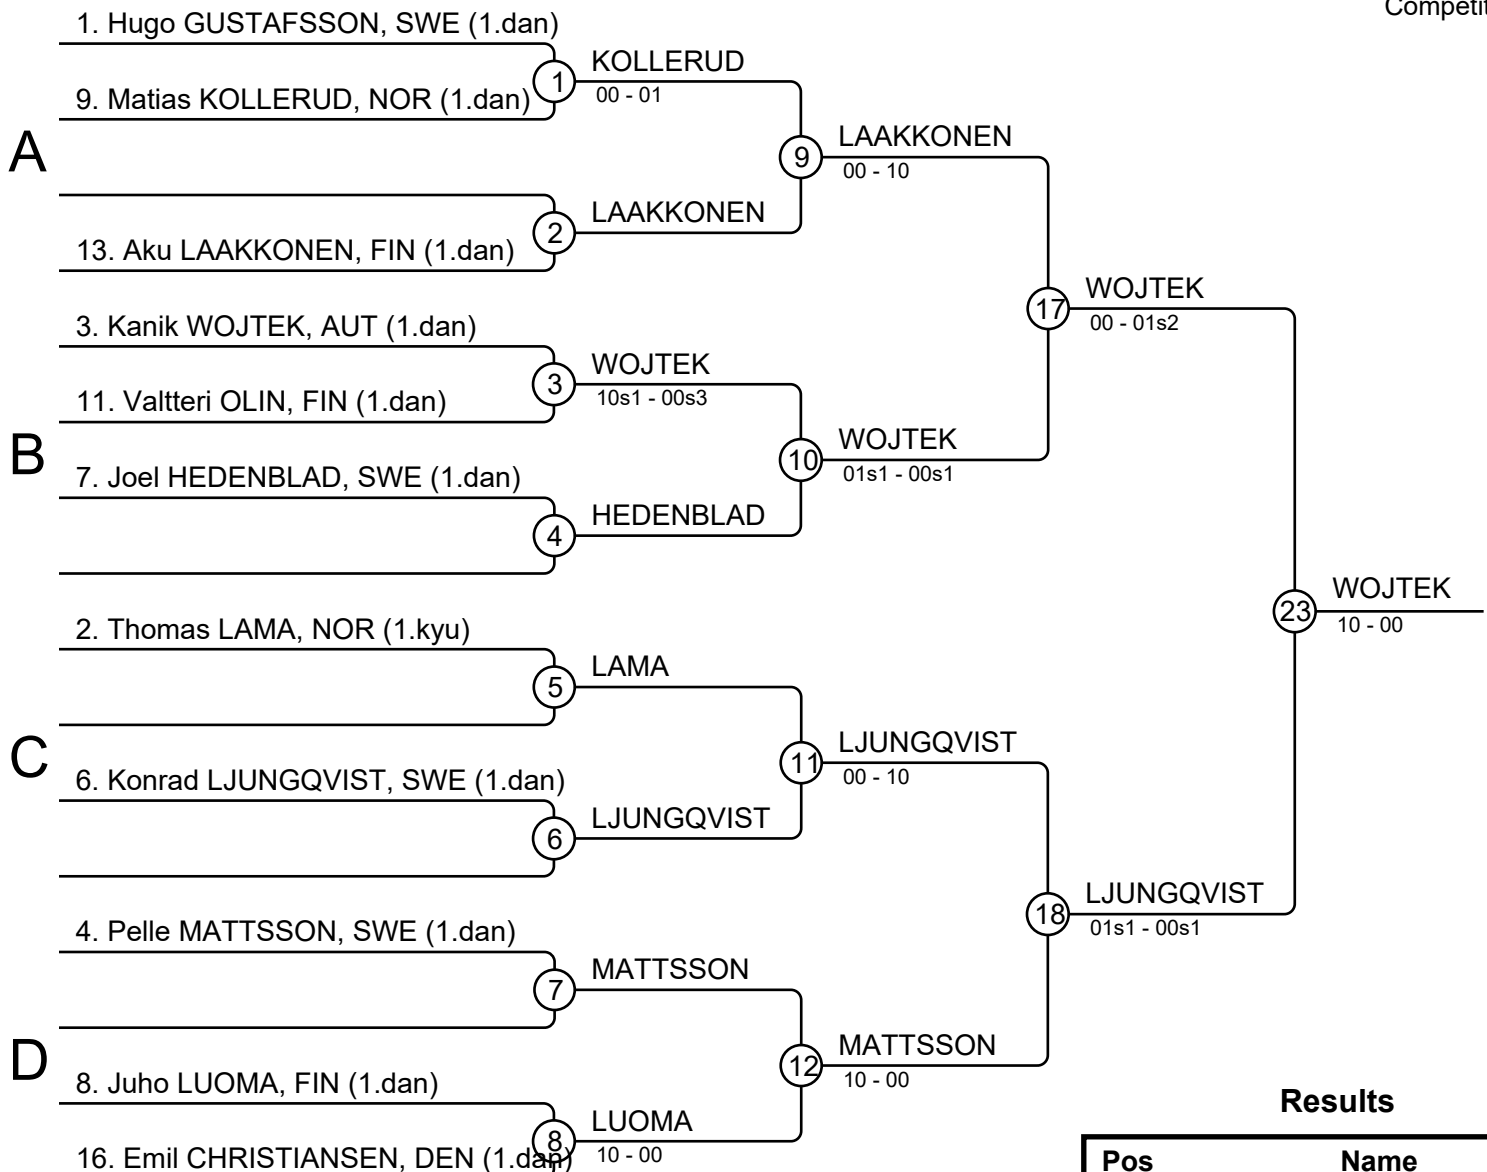 Competit
1. Hugo GUSTAFSSON, SWE (1.dan)
KOLLERUD
1
00 - 01
9. Matias KOLLERUD, NOR (1.dan)
A
LAAKKONEN
9
00 - 10
LAAKKONEN
2
13. Aku LAAKKONEN, FIN (1.dan)
WOJTEK
17
00 - 01s2
3. Kanik WOJTEK, AUT (1.dan)
WOJTEK
3
10s1 - 00s3
11. Valtteri OLIN, FIN (1.dan)
B
WOJTEK
10
01s1 - 00s1
7. Joel HEDENBLAD, SWE (1.dan)
HEDENBLAD
4
WOJTEK
23
10 - 00
2. Thomas LAMA, NOR (1.kyu)
LAMA
5
C
LJUNGQVIST
11
00 - 10
6. Konrad LJUNGQVIST, SWE (1.dan)
LJUNGQVIST
6
LJUNGQVIST
18
01s1 - 00s1
4. Pelle MATTSSON, SWE (1.dan)
MATTSSON
7
D
MATTSSON
12
10 - 00
8. Juho LUOMA, FIN (1.dan)
LUOMA
8
10 - 00
16. Emil CHRISTIANSEN, DEN (1.dan)
Results
Pos Name